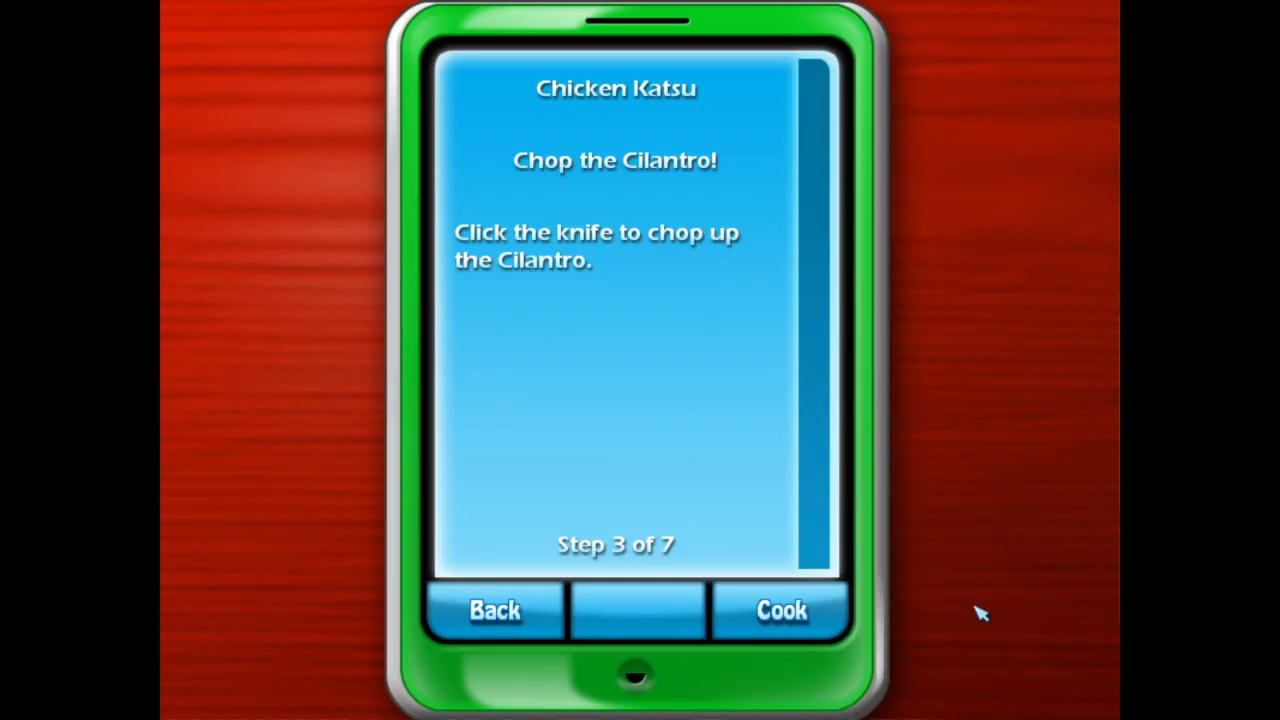 Chicken Katsu
Chop the Cilantro!
Click the knife to chop up
the Cilantro.
Step 3 of 7
Back
Cook